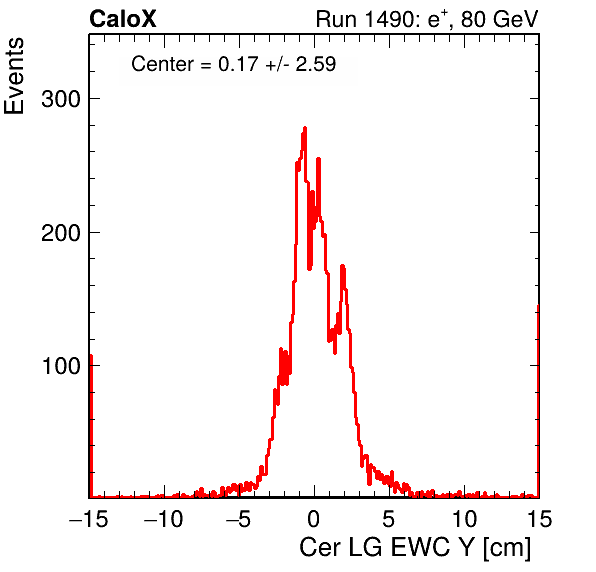 CaloX Run 1490: e+, 80 GeV
Center = 0.17 +/- 2.59
Events
300
200
100
−15 −10 −5 0 5 10 15
Cer LG EWC Y [cm]